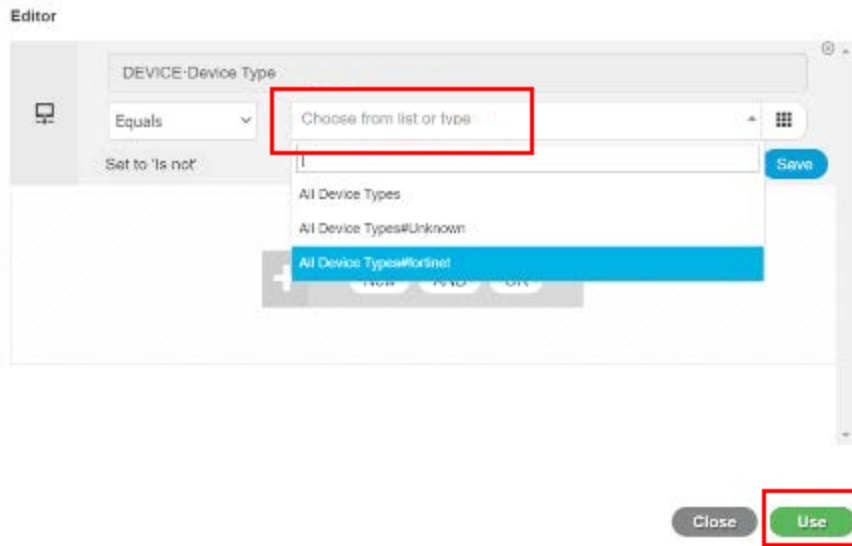 Editor
DEVICE·Device Type
Equals
Choose from list or type
Set to 'Is not'
Save
All Device Types
All Device Types#Unknown
All Device Types#fortinet
New AND OR
Close
Use